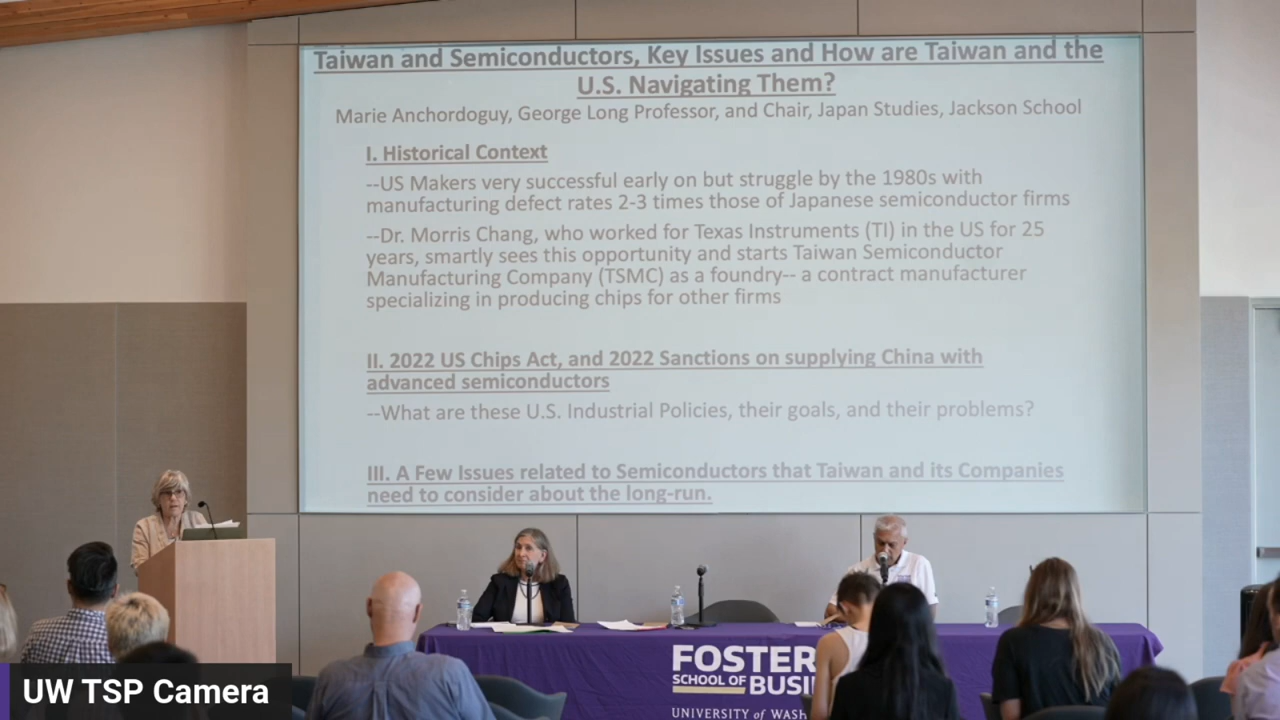 Taiwan and Semiconductors, Key Issues and How are Taiwan and the
U.S. Navigating Them?
Marie Anchordoguy, George Long Professor, and Chair, Japan Studies, Jackson School
I. Historical Context
--US Makers very successful early on but struggle by the 1980s with
manufacturing defect rates 2-3 times those of Japanese semiconductor firms
--Dr. Morris Chang, who worked for Texas Instruments (TI) in the US for 25
years, smartly sees this opportunity and starts Taiwan Semiconductor
Manufacturing Company (TSMC) as a foundry-- a contract manufacturer
specializing in producing chips for other firms
II. 2022 US Chips Act, and 2022 Sanctions on supplying China with
advanced semiconductors
--What are these U.S. Industrial Policies, their goals, and their problems?
III. A Few Issues related to Semiconductors that Taiwan and its Companies
need to consider about the long-run.
FOSTER
SCHOOL OF BUSI
UNIVERSITY of WASH
UW TSP Camera